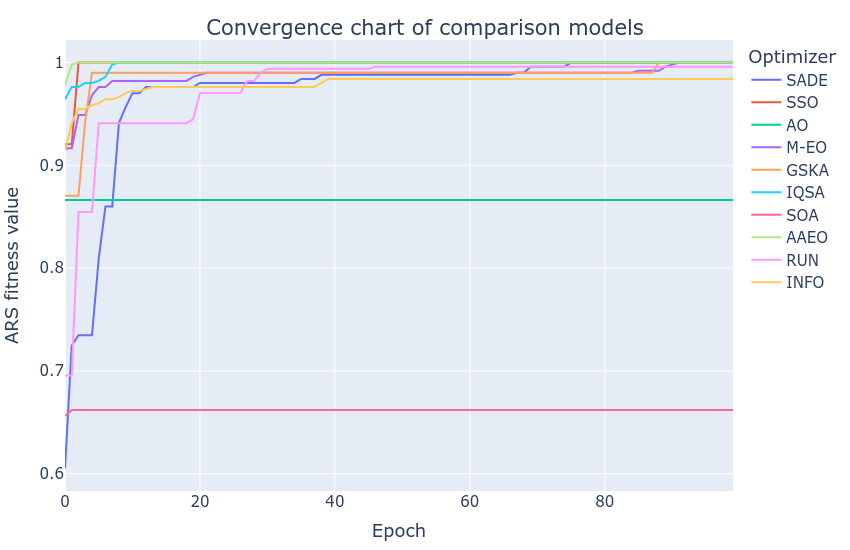 Convergence chart of comparison models
ARS fitness value
1
0.9
0.8
0.7
0.6
0
20
40
60
80
Epoch
Optimizer
SADE
SSO
AO
M-EO
GSKA
IQSA
SOA
AAEO
RUN
INFO